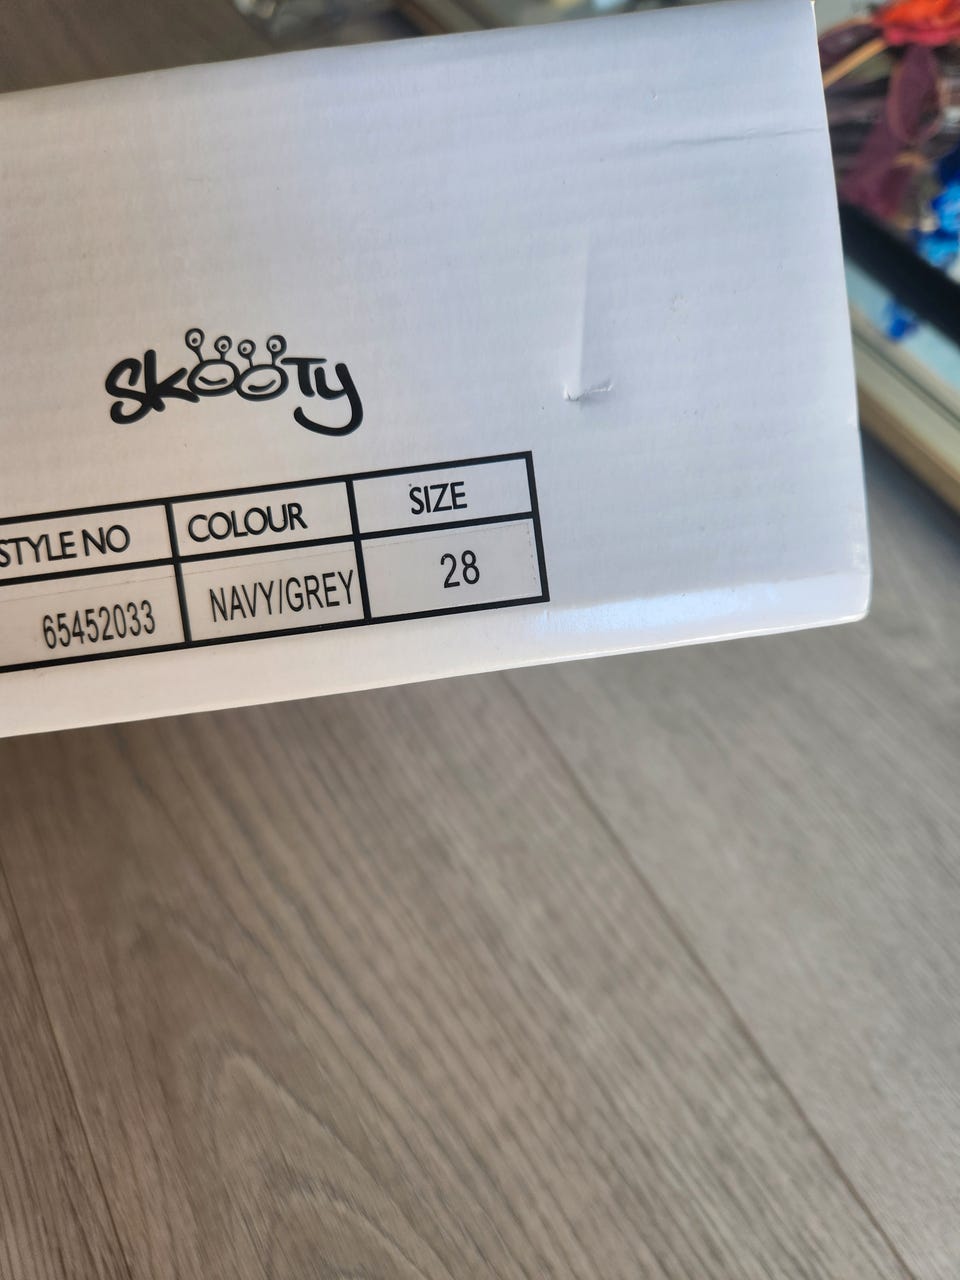 SKOOTY
STYLE NO COLOUR SIZE
65452033 NAVY/GREY 28